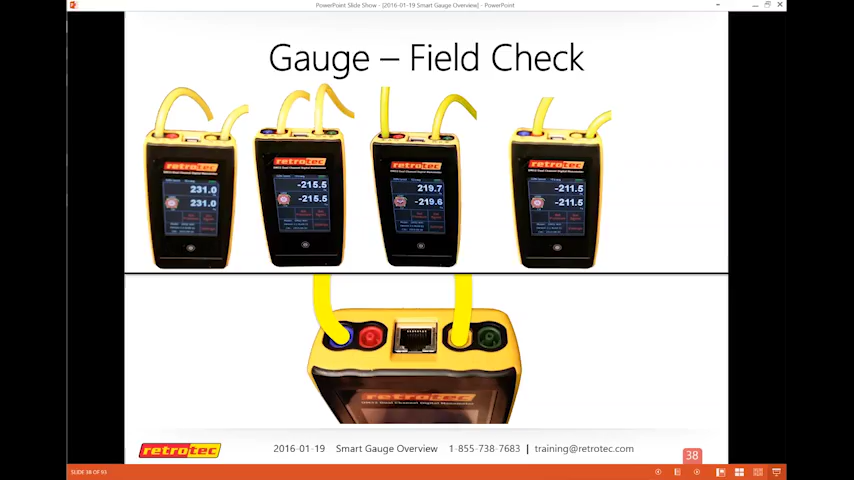 PowerPoint Slide Show - [2016-01-19 Smart Gauge Overview] - PowerPoint
Gauge – Field Check
retrotec
231.0
231.0
retrotec
-215.5
-215.5
retrotec
219.7
-219.6
retrotec
-211.5
-211.5
retrotec
retrotec
2016-01-19 Smart Gauge Overview 1-855-738-7683 | training@retrotec.com
38
SLIDE 38 OF 93